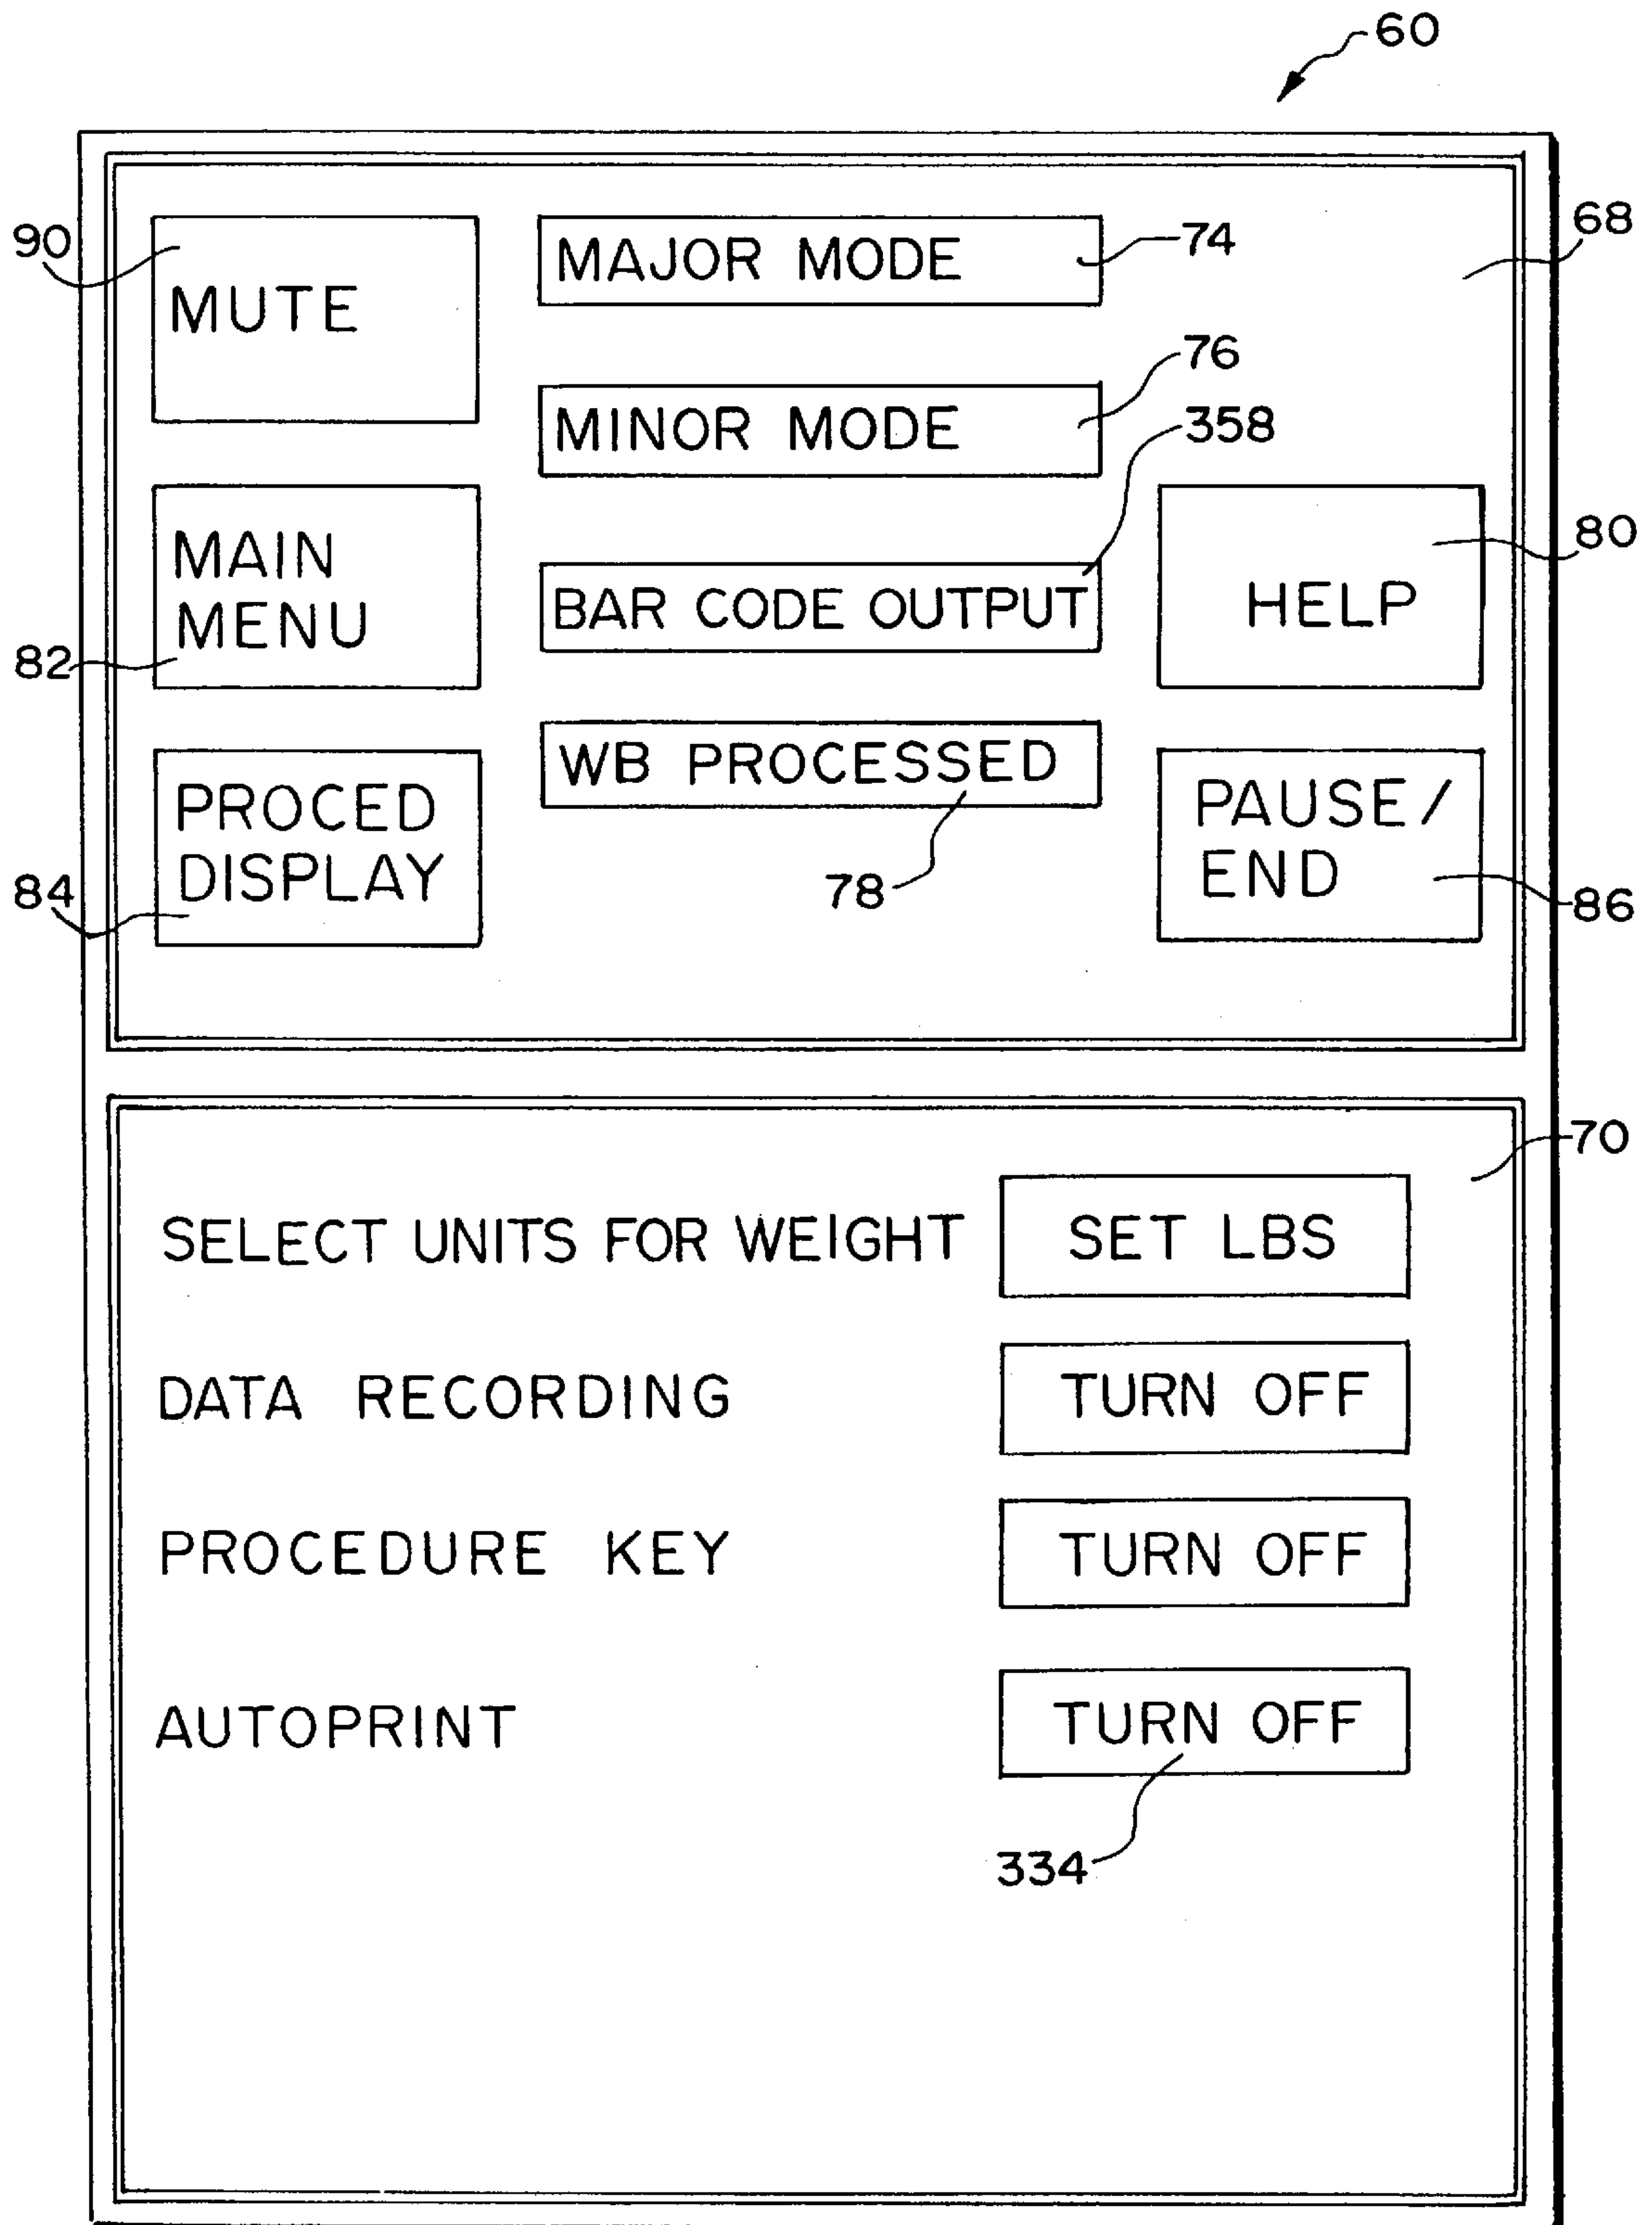 60
68
90
MUTE
MAJOR MODE
74
76
MINOR MODE
358
MAIN
MENU
82
BAR CODE OUTPUT
80
HELP
PROCED
DISPLAY
84
WB PROCESSED
78
PAUSE/
END
86
70
SELECT UNITS FOR WEIGHT SET LBS
DATA RECORDING TURN OFF
PROCEDURE KEY TURN OFF
AUTOPRINT TURN OFF
334